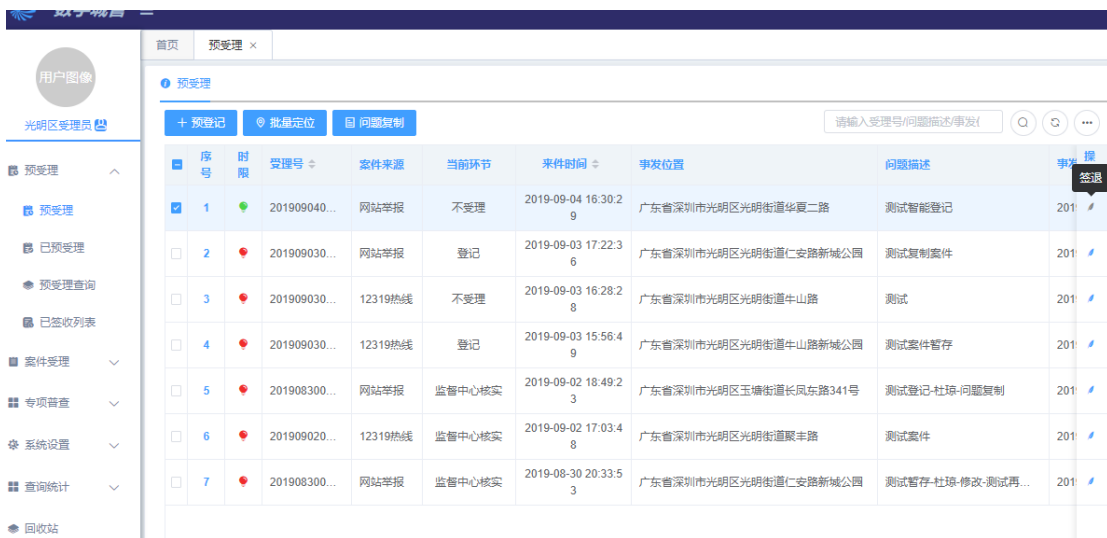 数字城管
首页 预受理 ×
用户图像
预受理
光明区受理员
+ 预登记 批量定位 问题复制 请输入受理号/问题描述/事发(
序号 时限 受理号 案件来源 当前环节 来件时间 事发位置 问题描述 事发 操
签退
1 201909040... 网站举报 不受理 2019-09-04 16:30:29 广东省深圳市光明区光明街道华夏二路 测试智能登记 201
2 201909030... 网站举报 登记 2019-09-03 17:22:36 广东省深圳市光明区光明街道仁安路新城公园 测试复制案件 201
3 201909030... 12319热线 不受理 2019-09-03 16:28:28 广东省深圳市光明区光明街道牛山路 测试 201
4 201909030... 12319热线 登记 2019-09-03 15:56:49 广东省深圳市光明区光明街道牛山路新城公园 测试案件暂存 201
5 201908300... 网站举报 监督中心核实 2019-09-02 18:49:23 广东省深圳市光明区玉塘街道长凤东路341号 测试登记-杜琼-问题复制 201
6 201909020... 12319热线 监督中心核实 2019-09-02 17:03:48 广东省深圳市光明区光明街道聚丰路 测试案件 201
7 201908300... 网站举报 监督中心核实 2019-08-30 20:33:53 广东省深圳市光明区光明街道仁安路新城公园 测试暂存-杜琼-修改-测试再... 201
预受理
预受理
已预受理
预受理查询
已签收列表
案件受理
专项普查
系统设置
查询统计
回收站